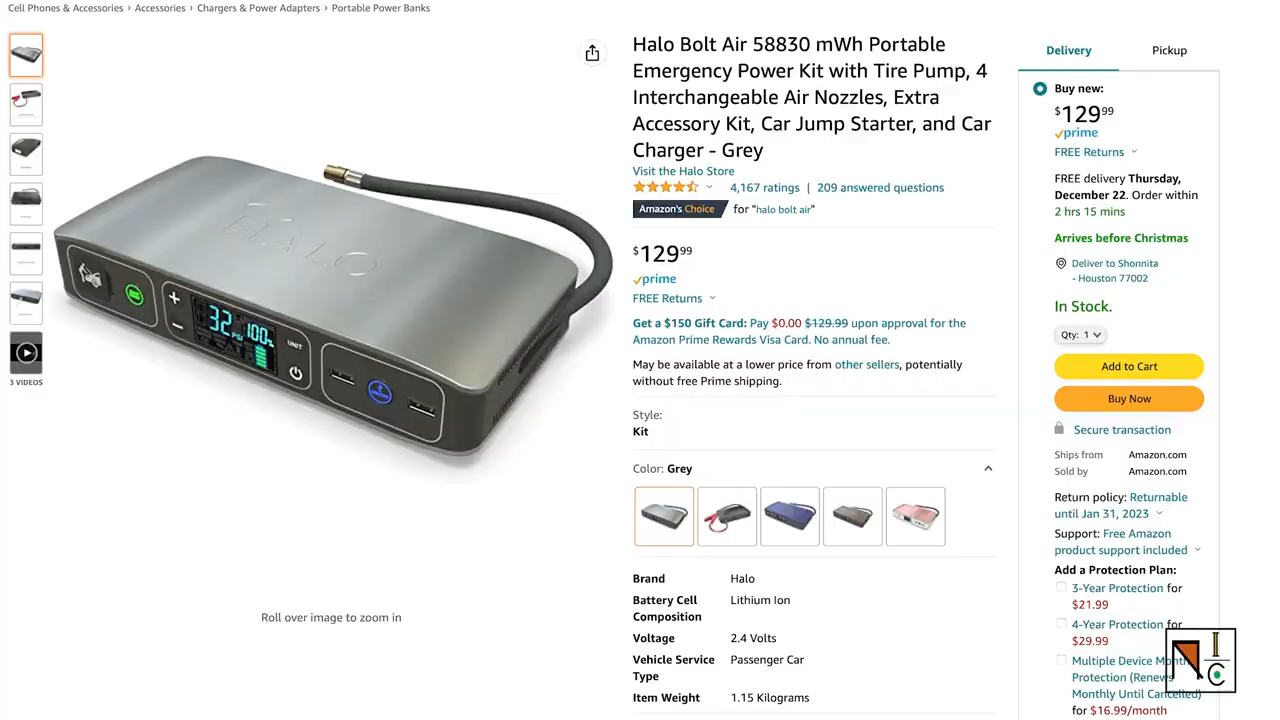 Cell Phones & Accessories › Accessories › Chargers & Power Adapters › Portable Power Banks
HALO
32 PSI 100%
UNIT
3 VIDEOS
Roll over image to zoom in
Halo Bolt Air 58830 mWh Portable
Emergency Power Kit with Tire Pump, 4
Interchangeable Air Nozzles, Extra
Accessory Kit, Car Jump Starter, and Car
Charger - Grey
Visit the Halo Store
4,167 ratings | 209 answered questions
Amazon's Choice for "halo bolt air"
$129⁹⁹
prime
FREE Returns
Get a $150 Gift Card: Pay $0.00 $129.99 upon approval for the
Amazon Prime Rewards Visa Card. No annual fee.
May be available at a lower price from other sellers, potentially
without free Prime shipping.
Style:
Kit
Color: Grey
Brand Halo
Battery Cell Lithium Ion
Composition
Voltage 2.4 Volts
Vehicle Service Passenger Car
Type
Item Weight 1.15 Kilograms
Delivery Pickup
Buy new:
$129⁹⁹
prime
FREE Returns
FREE delivery Thursday,
December 22. Order within
2 hrs 15 mins
Arrives before Christmas
Deliver to Shonnita
- Houston 77002
In Stock.
Qty: 1
Add to Cart
Buy Now
Secure transaction
Ships from Amazon.com
Sold by Amazon.com
Return policy: Returnable
until Jan 31, 2023
Support: Free Amazon
product support included
Add a Protection Plan:
3-Year Protection for
$21.99
4-Year Protection for
$29.99
Multiple Device Month
Protection (Renews
Monthly Until Cancelled)
for $16.99/month
I
C